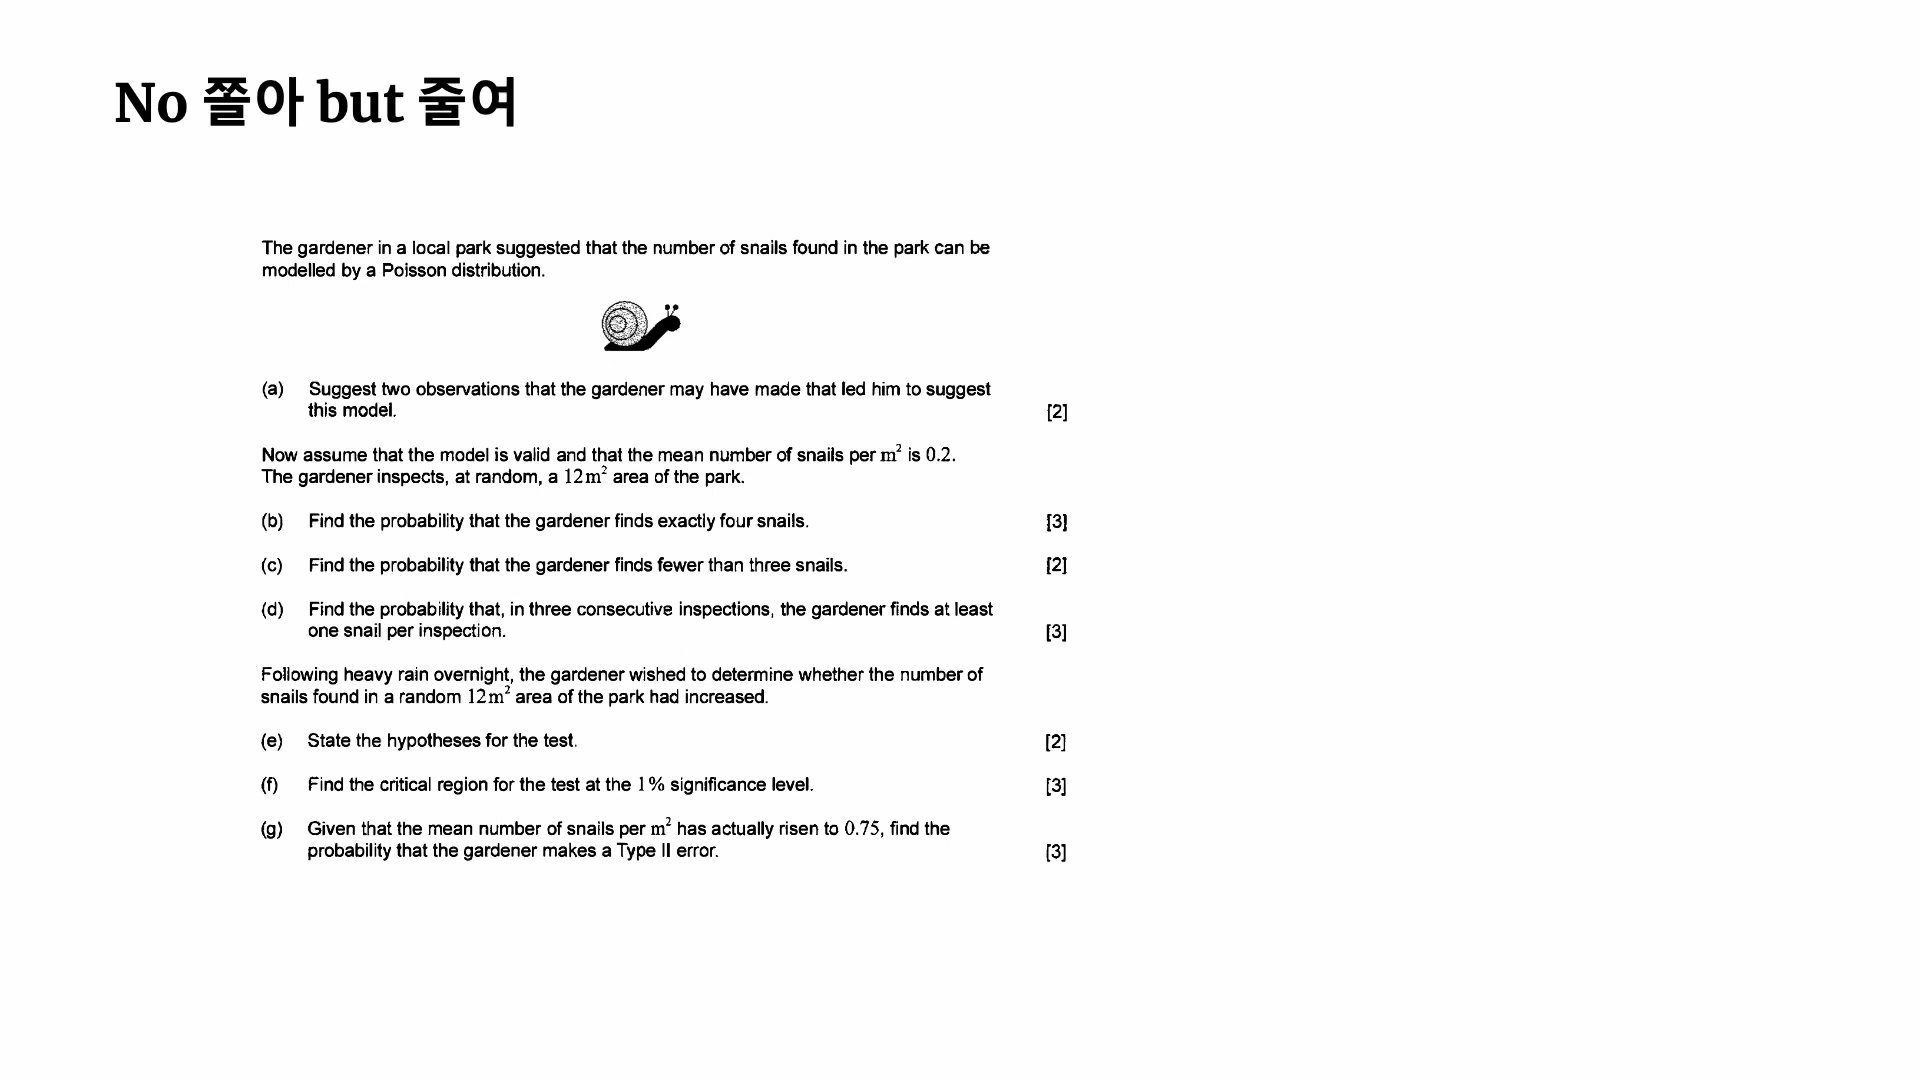 No 쫄아 but 줄여
The gardener in a local park suggested that the number of snails found in the park can be
modelled by a Poisson distribution.
(a) Suggest two observations that the gardener may have made that led him to suggest
this model. [2]
Now assume that the model is valid and that the mean number of snails per m² is 0.2.
The gardener inspects, at random, a 12 m² area of the park.
(b) Find the probability that the gardener finds exactly four snails. [3]
(c) Find the probability that the gardener finds fewer than three snails. [2]
(d) Find the probability that, in three consecutive inspections, the gardener finds at least
one snail per inspection. [3]
Following heavy rain overnight, the gardener wished to determine whether the number of
snails found in a random 12 m² area of the park had increased.
(e) State the hypotheses for the test. [2]
(f) Find the critical region for the test at the 1 % significance level. [3]
(g) Given that the mean number of snails per m² has actually risen to 0.75, find the
probability that the gardener makes a Type II error. [3]